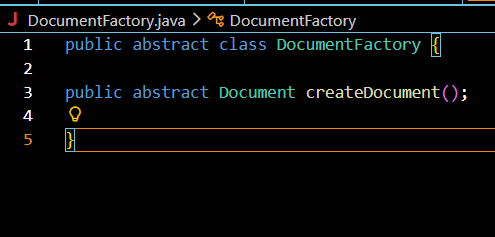 J DocumentFactory.java > DocumentFactory
1 public abstract class DocumentFactory {
2
3 public abstract Document createDocument();
4
5 }